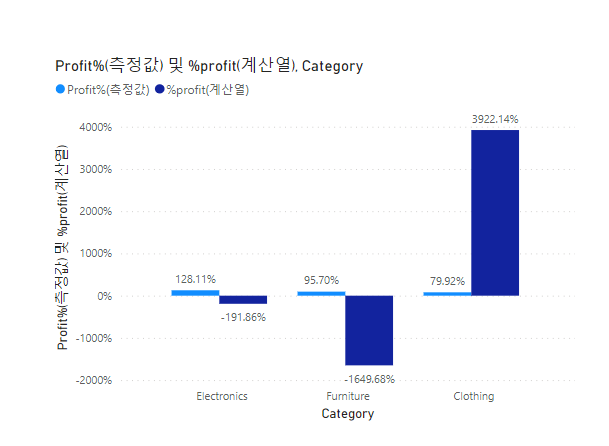 Profit%(측정값) 및 %profit(계산열), Category
Profit%(측정값) %profit(계산열)
Profit%(측정값) 및 %profit(계산열)
4000%
3000%
2000%
1000%
0%
-1000%
-2000%
128.11%
-191.86%
95.70%
-1649.68%
79.92%
3922.14%
Electronics Furniture Clothing
Category